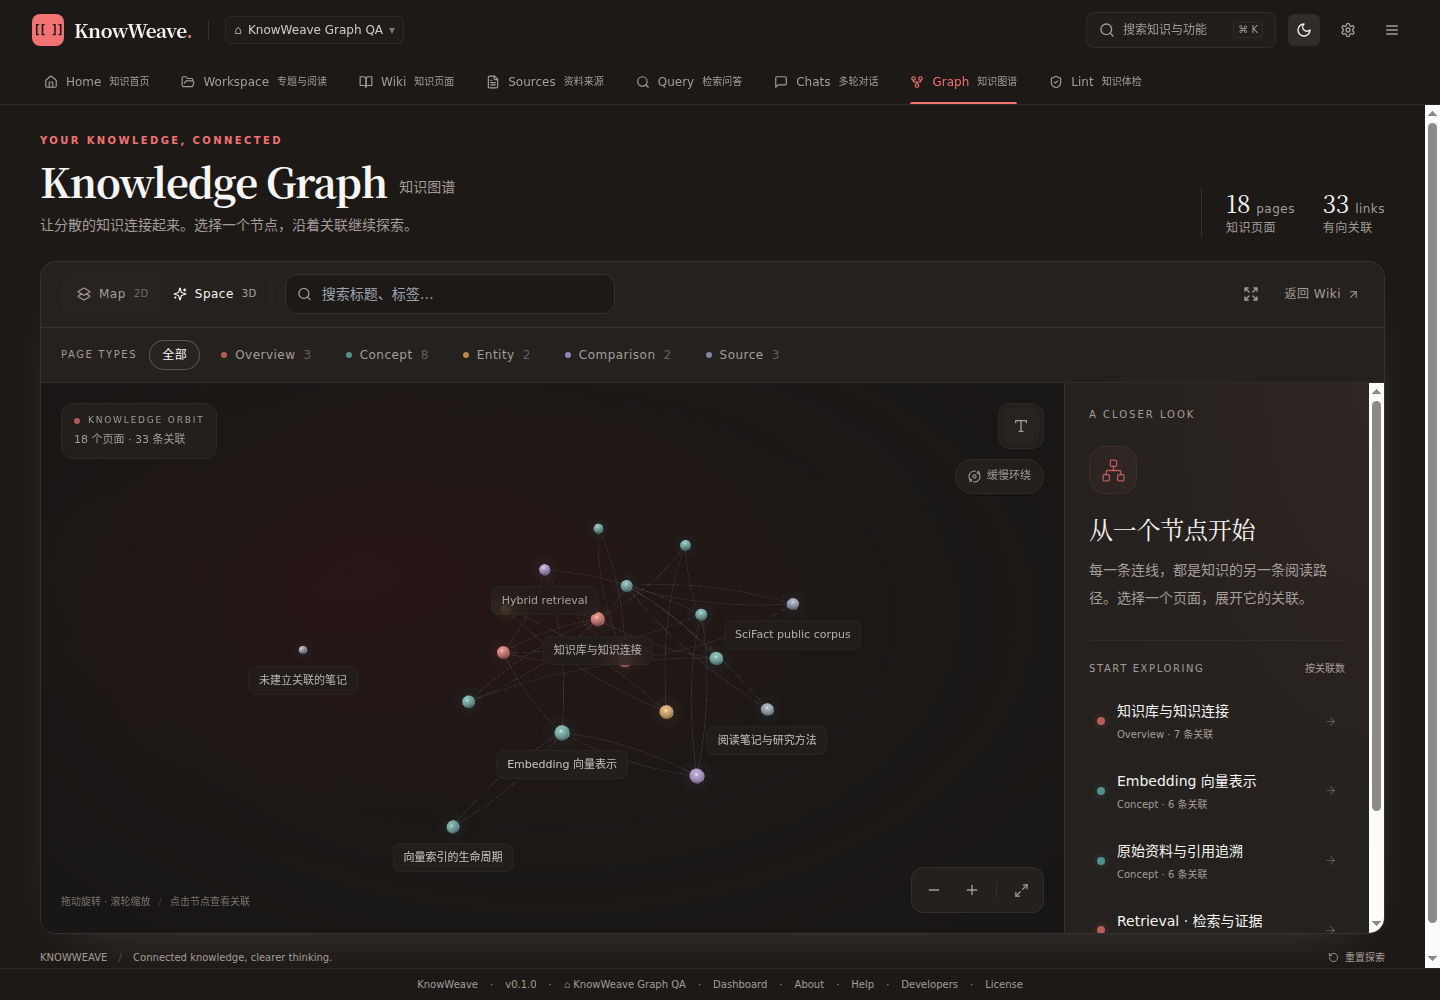 [[ ]] KnowWeave.
⌂ KnowWeave Graph QA ▾
搜索知识与功能 ⌘ K
Home 知识首页
Workspace 专题与阅读
Wiki 知识页面
Sources 资料来源
Query 检索问答
Chats 多轮对话
Graph 知识图谱
Lint 知识体检
YOUR KNOWLEDGE, CONNECTED
Knowledge Graph 知识图谱
让分散的知识连接起来。选择一个节点，沿着关联继续探索。
18 pages
知识页面
33 links
有向关联
Map 2D
Space 3D
搜索标题、标签...
返回 Wiki
PAGE TYPES
全部
Overview 3
Concept 8
Entity 2
Comparison 2
Source 3
KNOWLEDGE ORBIT
18 个页面 · 33 条关联
T
缓慢环绕
Hybrid retrieval
SciFact public corpus
知识库与知识连接
未建立关联的笔记
阅读笔记与研究方法
Embedding 向量表示
向量索引的生命周期
拖动旋转 · 滚轮缩放 / 点击节点查看关联
A CLOSER LOOK
从一个节点开始
每一条连线，都是知识的另一条阅读路
径。选择一个页面，展开它的关联。
START EXPLORING 按关联数
知识库与知识连接
Overview · 7 条关联
Embedding 向量表示
Concept · 6 条关联
原始资料与引用追溯
Concept · 6 条关联
Retrieval · 检索与证据
KNOWWEAVE / Connected knowledge, clearer thinking.
重置探索
KnowWeave · v0.1.0 · ⌂ KnowWeave Graph QA · Dashboard · About · Help · Developers · License